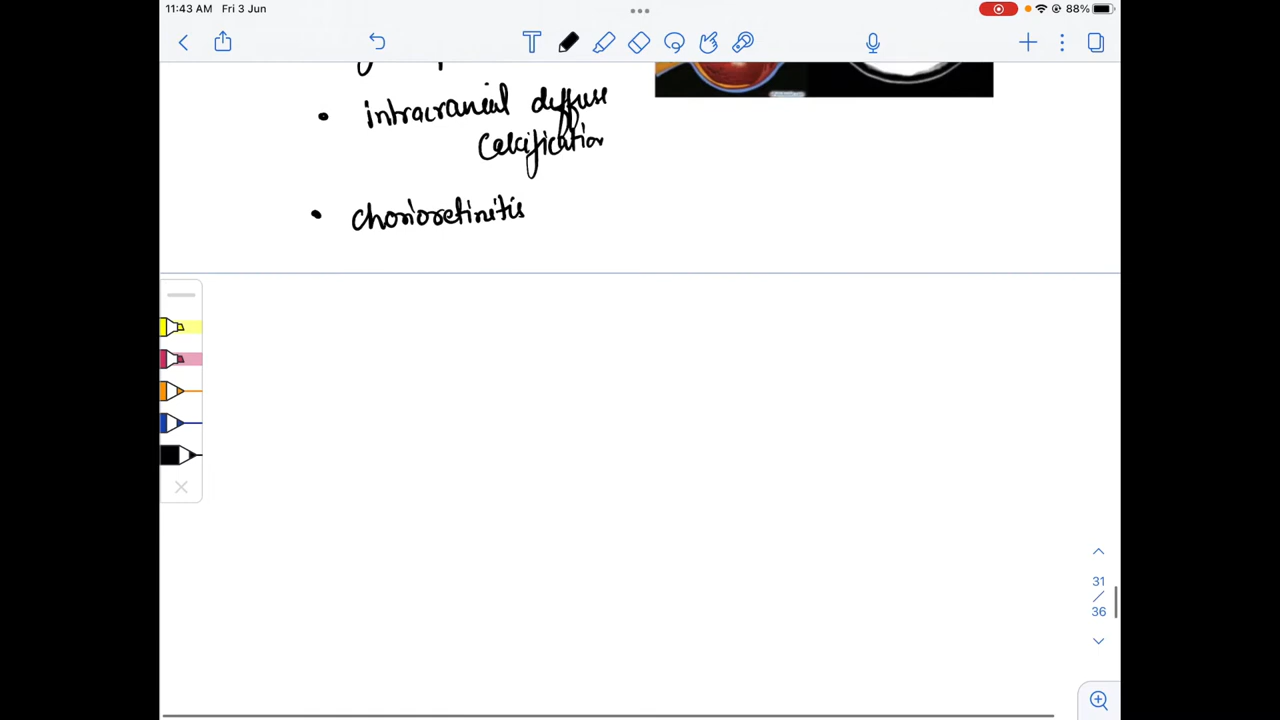 11:43 AM Fri 3 Jun
88%
• intracranial diffuse
calcification
• chorioretinitis
31
/
36